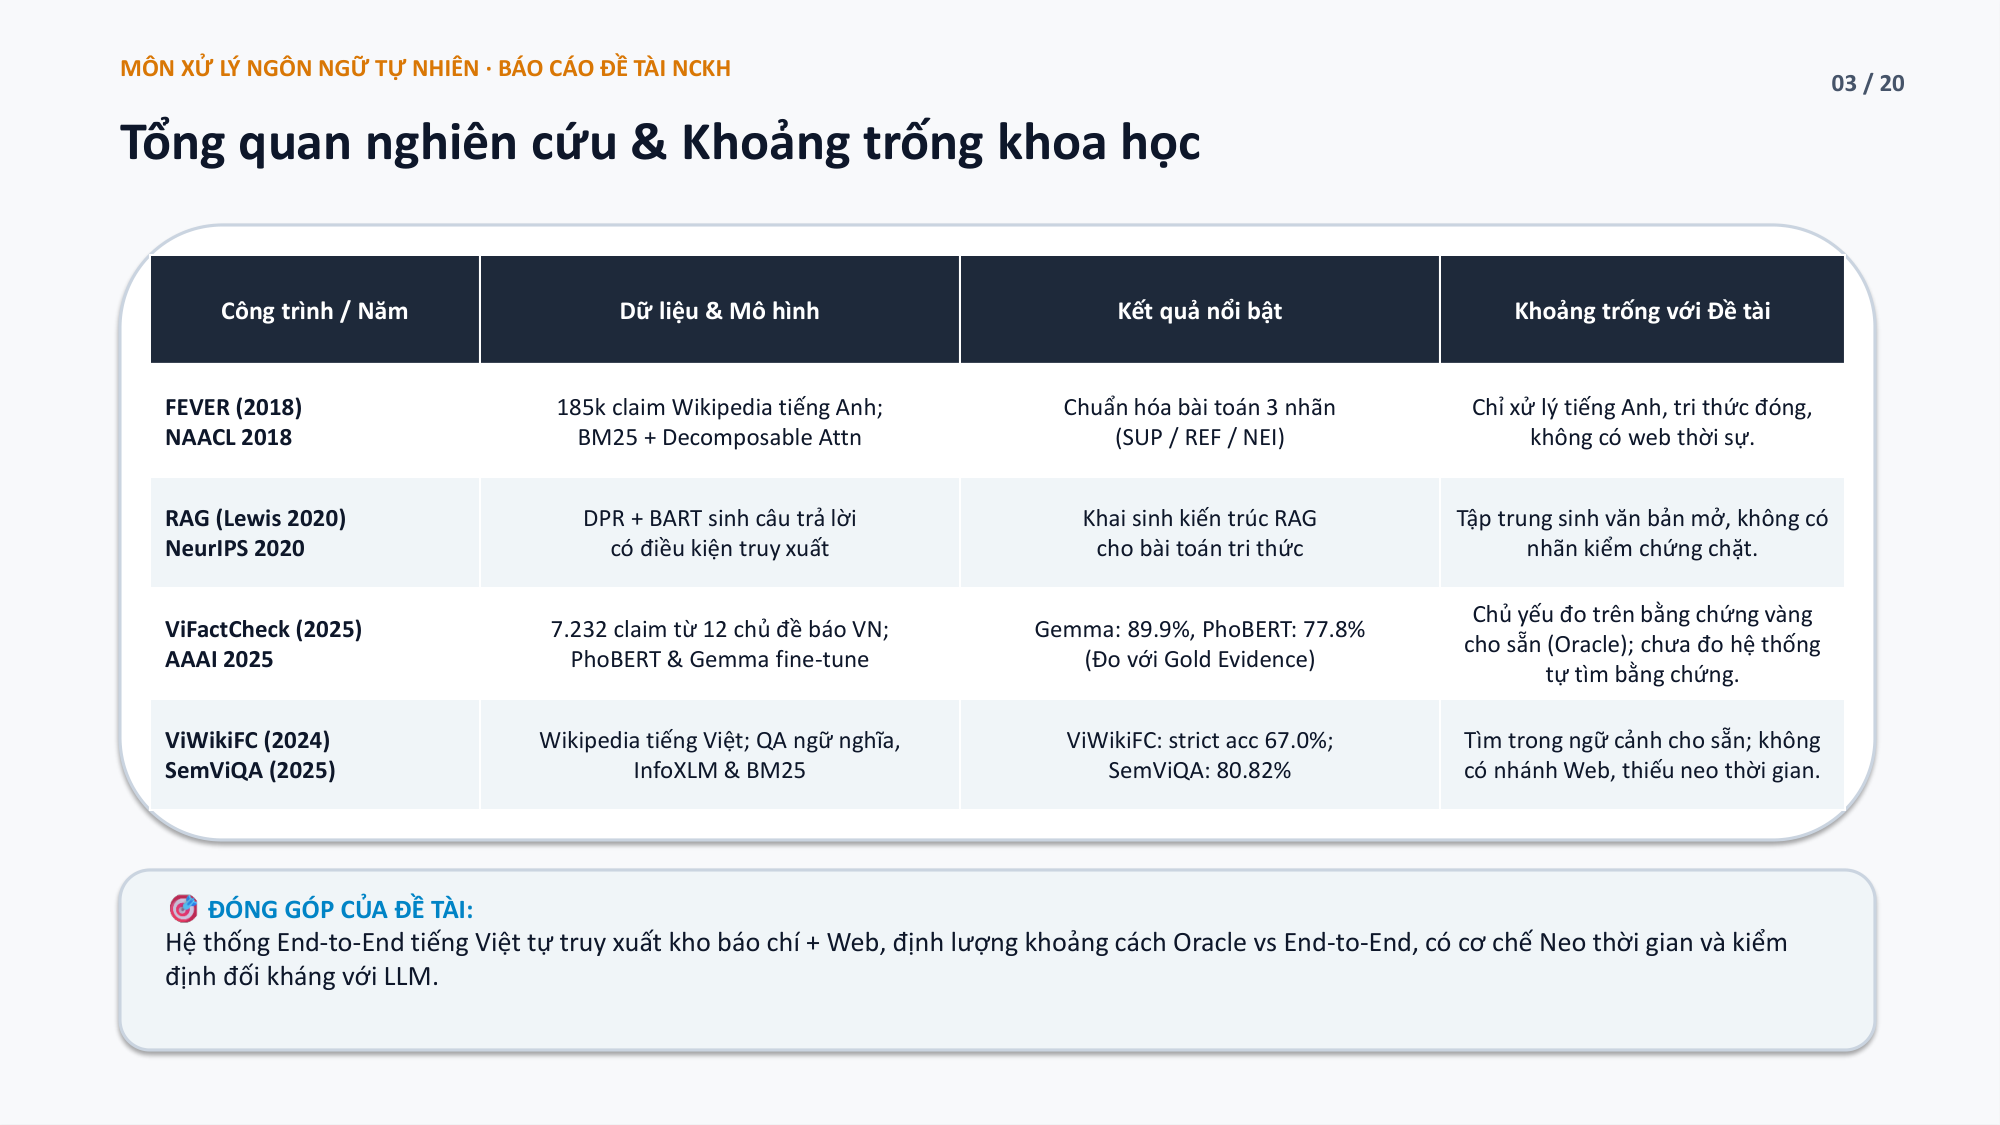 MÔN XỬ LÝ NGÔN NGỮ TỰ NHIÊN · BÁO CÁO ĐỀ TÀI NCKH
03 / 20
Tổng quan nghiên cứu & Khoảng trống khoa học
Công trình / Năm
Dữ liệu & Mô hình
Kết quả nổi bật
Khoảng trống với Đề tài
FEVER (2018)
NAACL 2018
185k claim Wikipedia tiếng Anh;
BM25 + Decomposable Attn
Chuẩn hóa bài toán 3 nhãn
(SUP / REF / NEI)
Chỉ xử lý tiếng Anh, tri thức đóng,
không có web thời sự.
RAG (Lewis 2020)
NeurIPS 2020
DPR + BART sinh câu trả lời
có điều kiện truy xuất
Khai sinh kiến trúc RAG
cho bài toán tri thức
Tập trung sinh văn bản mở, không có
nhãn kiểm chứng chặt.
ViFactCheck (2025)
AAAI 2025
7.232 claim từ 12 chủ đề báo VN;
PhoBERT & Gemma fine-tune
Gemma: 89.9%, PhoBERT: 77.8%
(Đo với Gold Evidence)
Chủ yếu đo trên bằng chứng vàng
cho sẵn (Oracle); chưa đo hệ thống
tự tìm bằng chứng.
ViWikiFC (2024)
SemViQA (2025)
Wikipedia tiếng Việt; QA ngữ nghĩa,
InfoXLM & BM25
ViWikiFC: strict acc 67.0%;
SemViQA: 80.82%
Tìm trong ngữ cảnh cho sẵn; không
có nhánh Web, thiếu neo thời gian.
🎯 ĐÓNG GÓP CỦA ĐỀ TÀI:
Hệ thống End-to-End tiếng Việt tự truy xuất kho báo chí + Web, định lượng khoảng cách Oracle vs End-to-End, có cơ chế Neo thời gian và kiểm
định đối kháng với LLM.